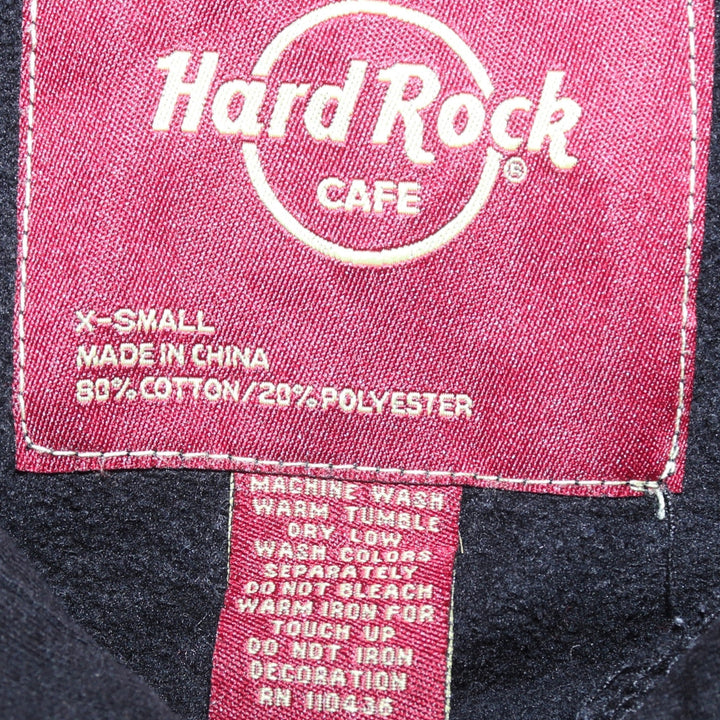 Hard Rock
CAFE
®
X-SMALL
MADE IN CHINA
80% COTTON/20% POLYESTER
MACHINE WASH
WARM TUMBLE
DRY LOW
WASH COLORS
SEPARATELY
DO NOT BLEACH
WARM IRON FOR
TOUCH UP
DO NOT IRON
DECORATION
RN 110436